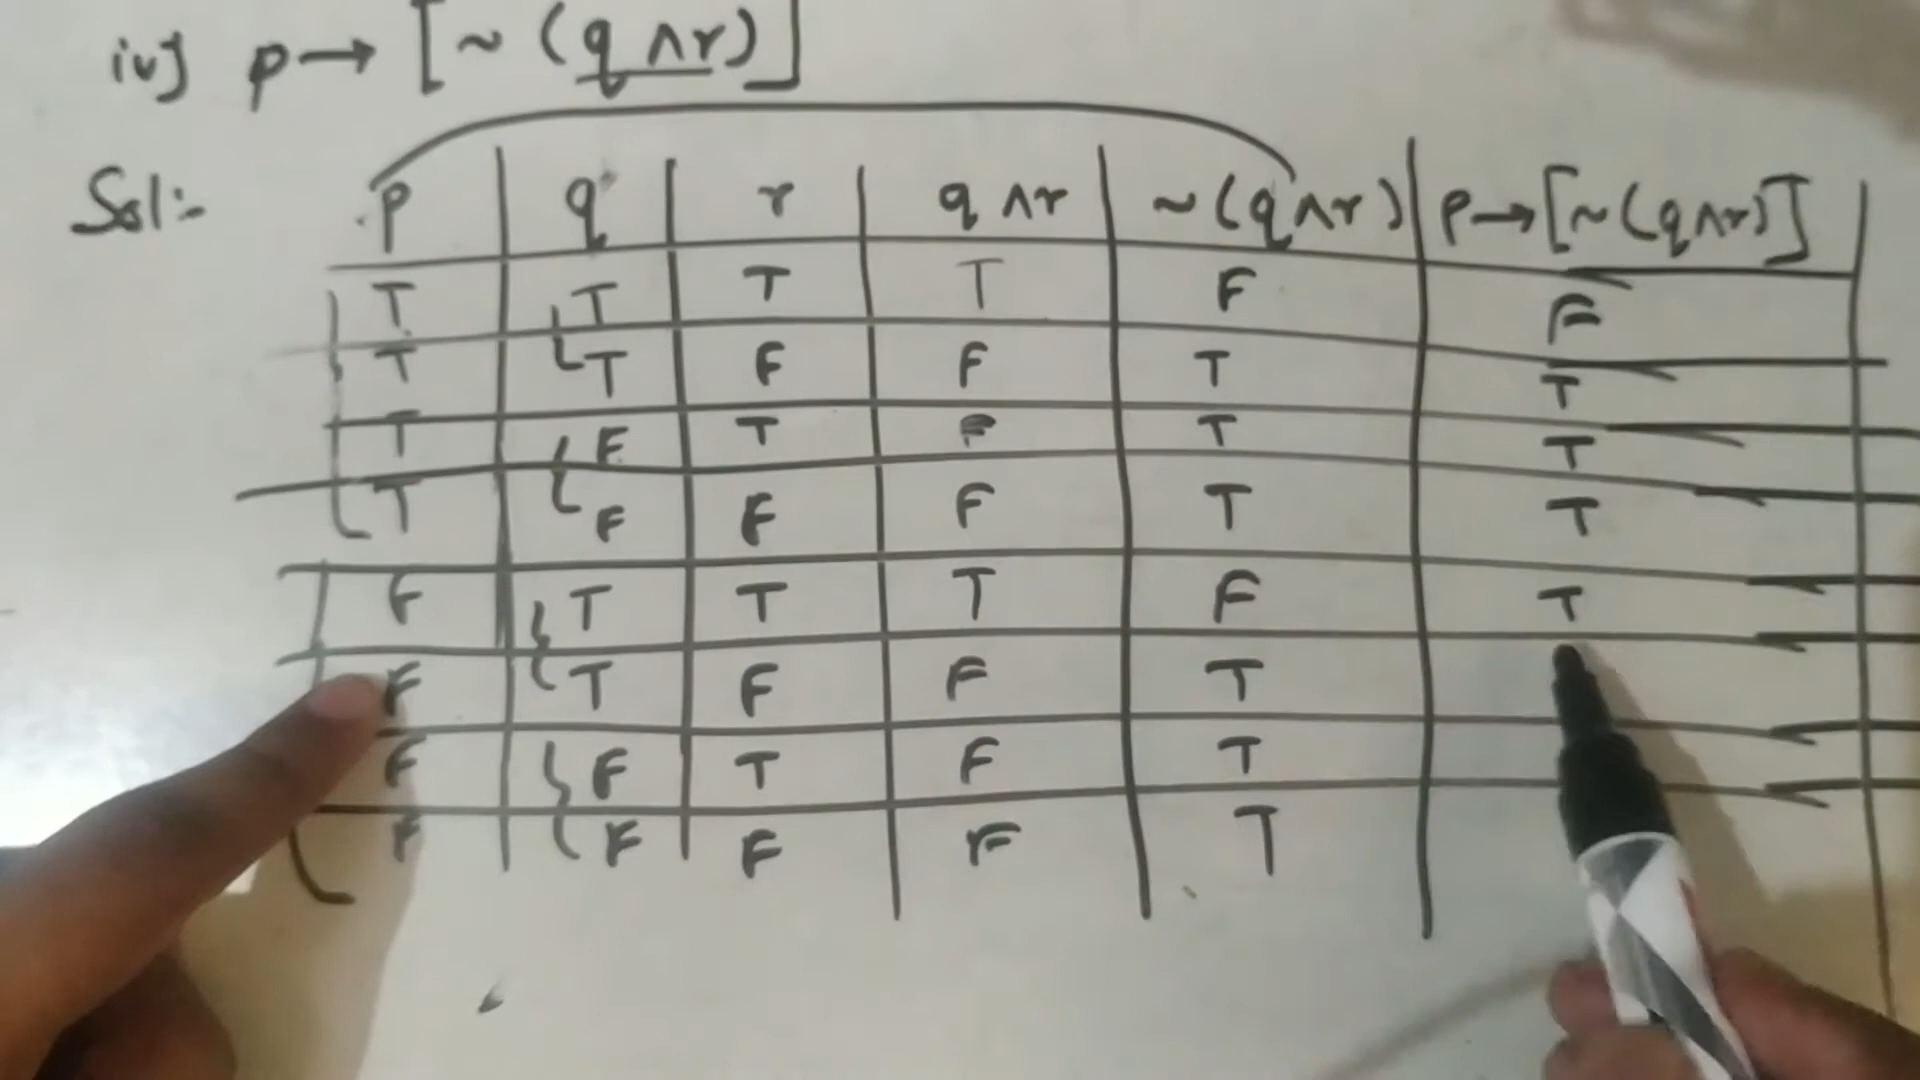 iv] p→[~(q∧r)]
Sol:-
p q r q∧r ~(q∧r) p→[~(q∧r)]
T T T T F F
T T F F T T
T F T F T T
T F F F T T
F T T T F T
F T F F T
F F T F T
F F F F T